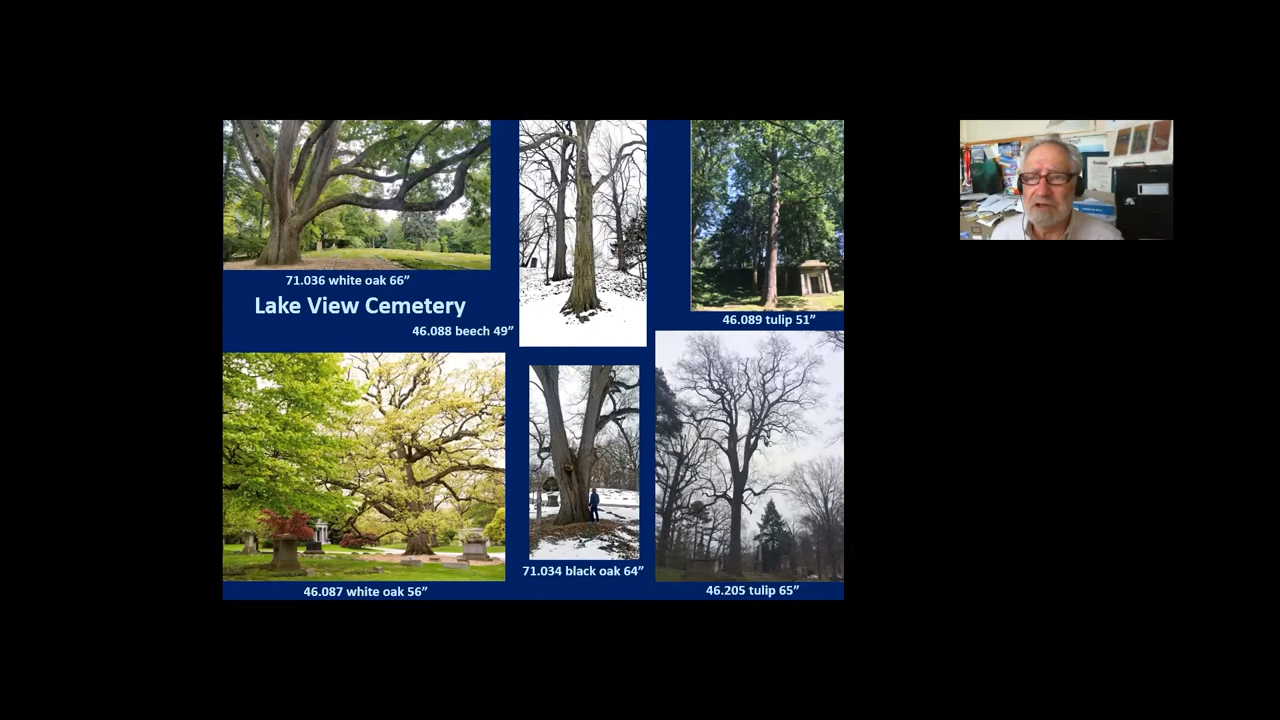 71.036 white oak 66”
Lake View Cemetery
46.088 beech 49”
46.089 tulip 51”
46.087 white oak 56”
71.034 black oak 64”
46.205 tulip 65”